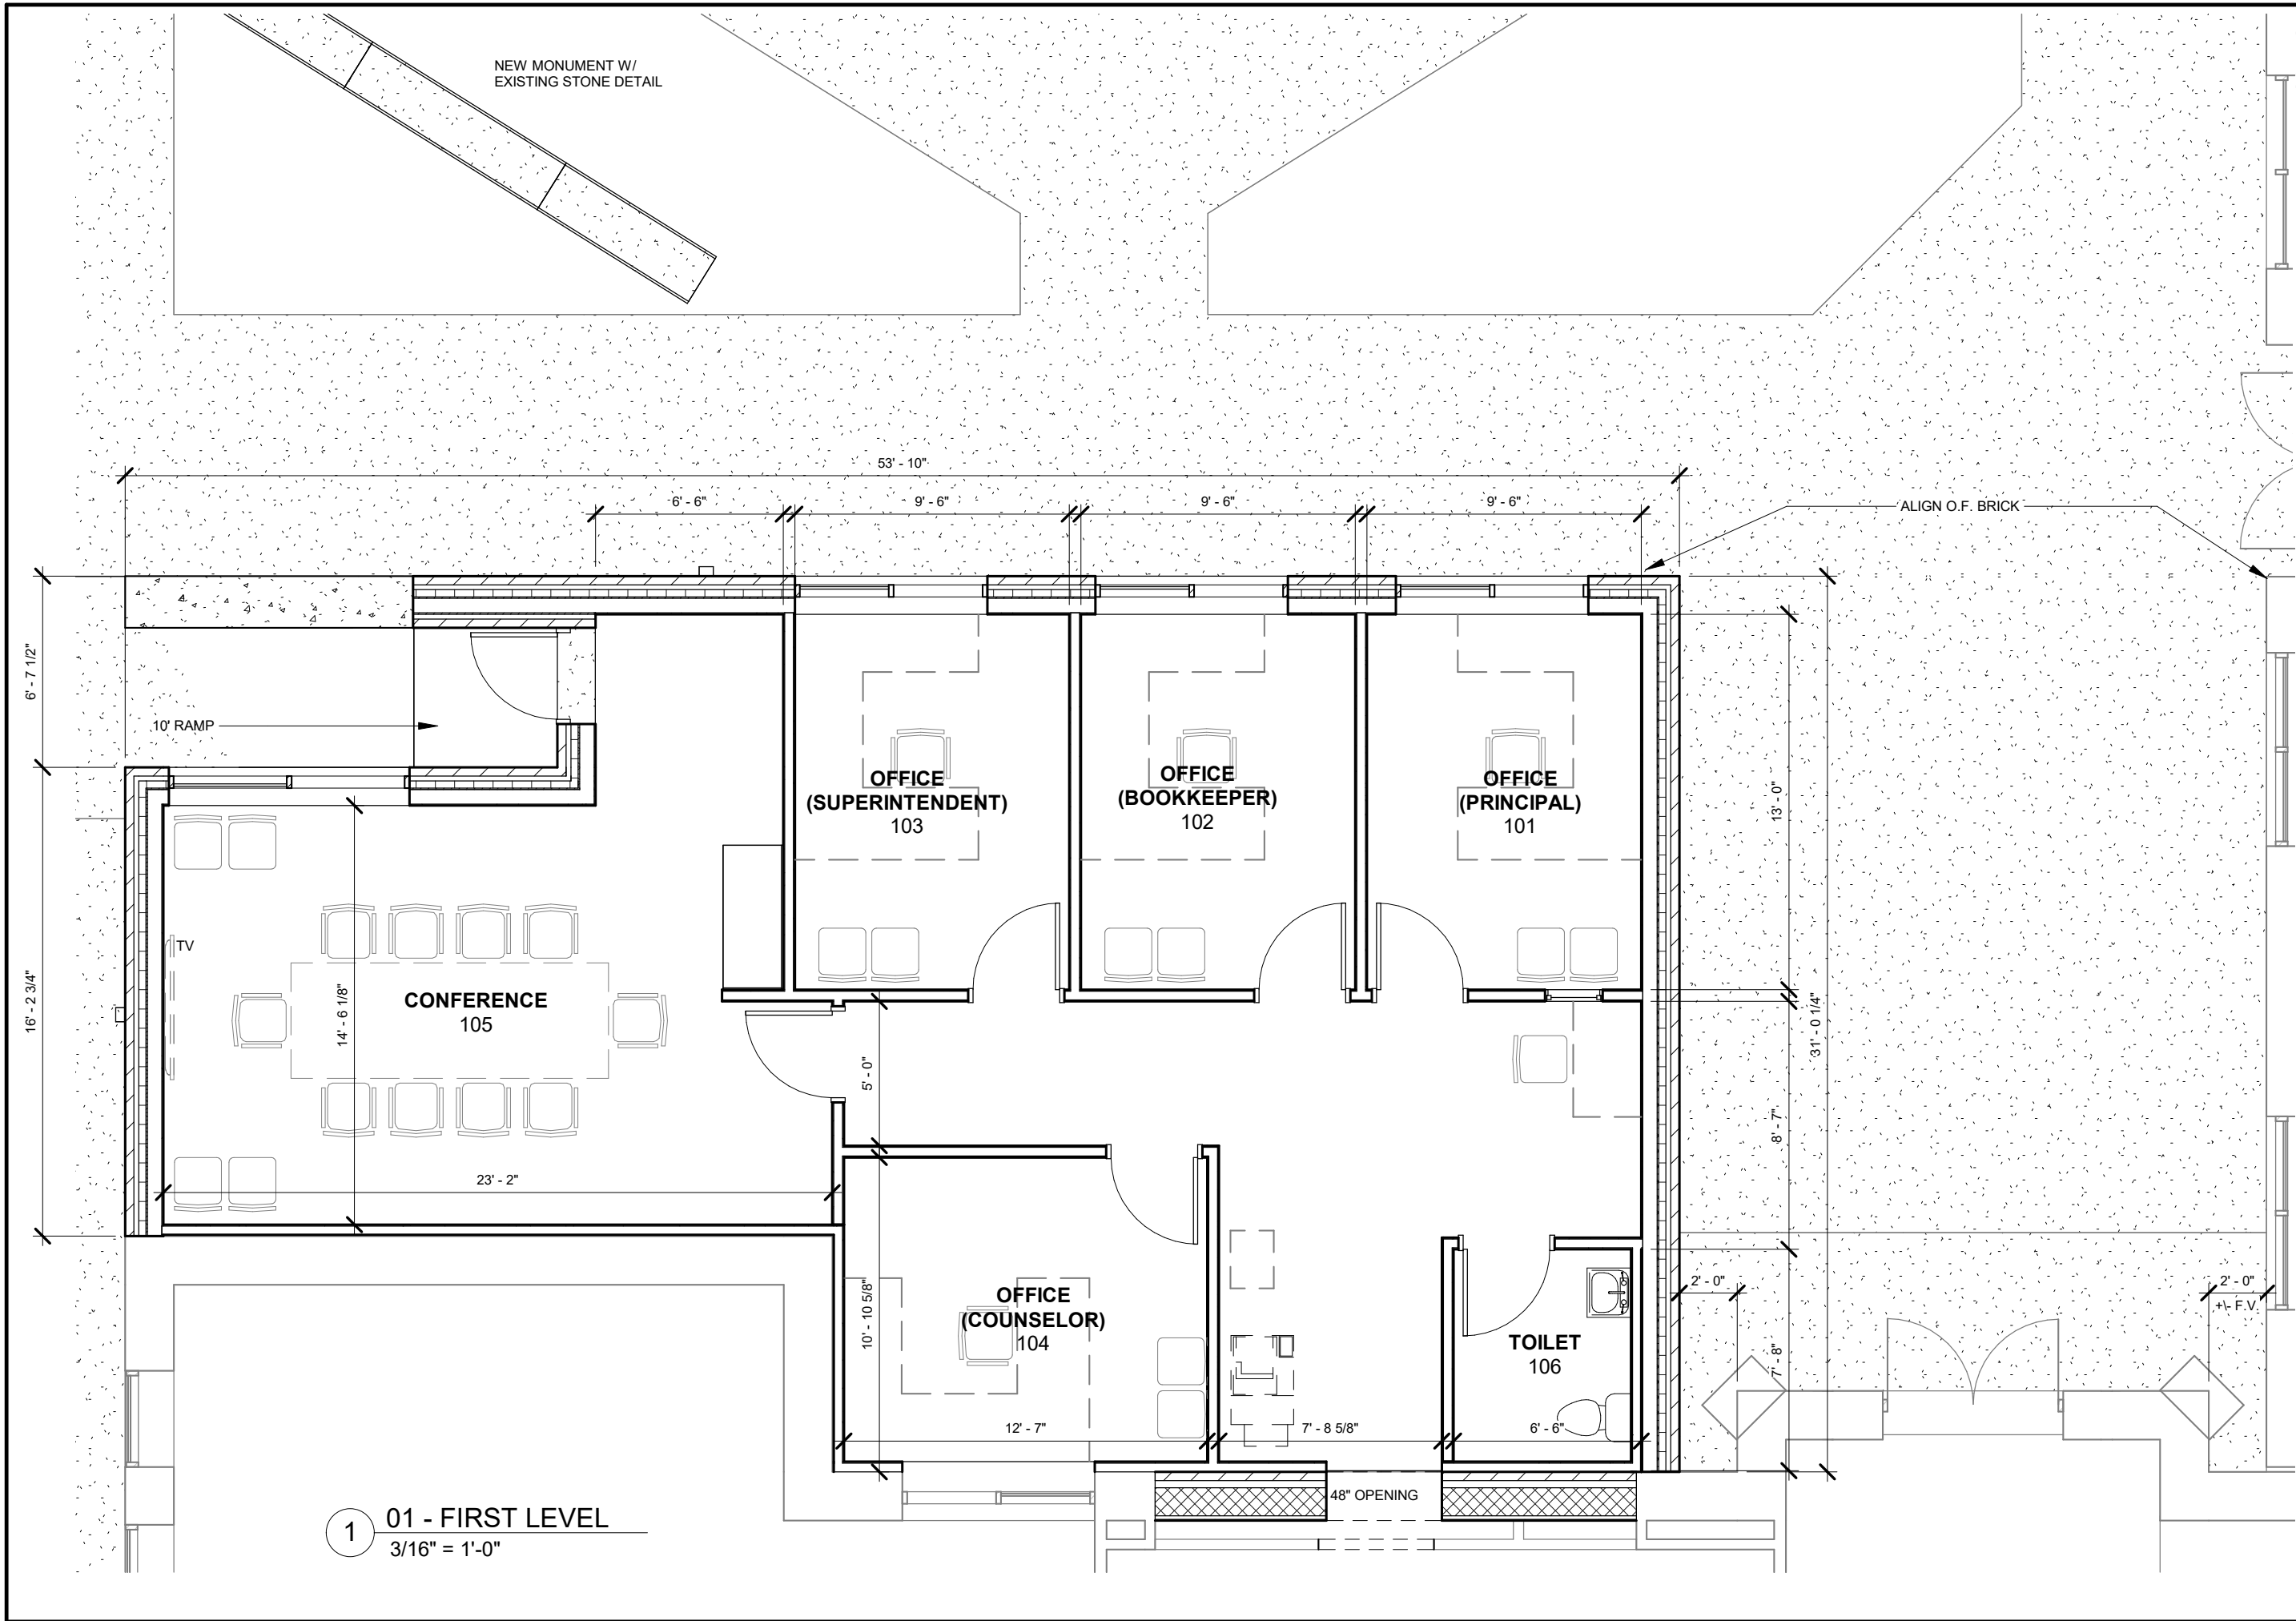 NEW MONUMENT W/
EXISTING STONE DETAIL
53' - 10"
6' - 6"
9' - 6"
9' - 6"
9' - 6"
ALIGN O.F. BRICK
6' - 7 1/2"
10' RAMP
OFFICE
(SUPERINTENDENT)
103
OFFICE
(BOOKKEEPER)
102
OFFICE
(PRINCIPAL)
101
13' - 0"
TV
CONFERENCE
105
14' - 6 1/8"
16' - 2 3/4"
31' - 0 1/4"
5' - 0"
8' - 7"
23' - 2"
OFFICE
(COUNSELOR)
104
10' - 10 5/8"
2' - 0"
2' - 0"
+\- F.V.
TOILET
106
7' - 8"
12' - 7"
7' - 8 5/8"
6' - 6"
48" OPENING
1
01 - FIRST LEVEL
3/16" = 1'-0"